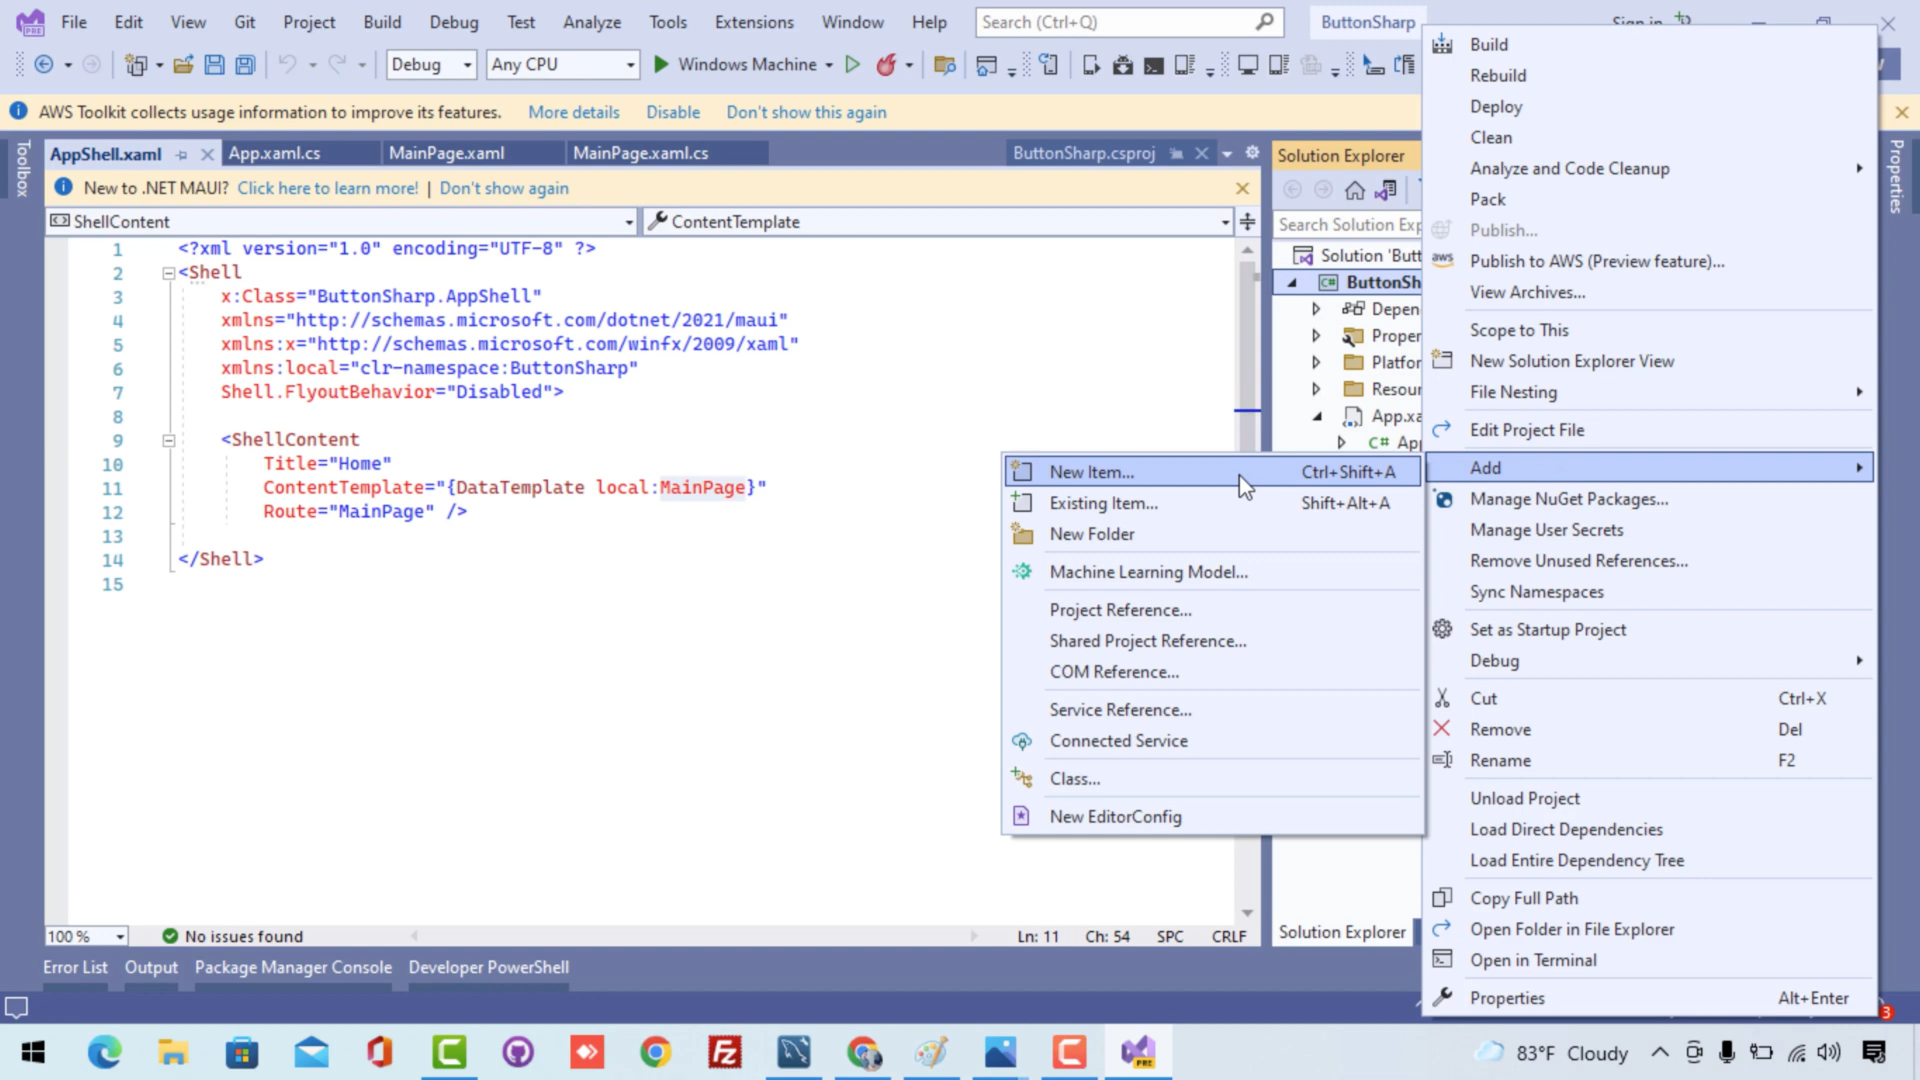 File Edit View Git Project Build Debug Test Analyze Tools Extensions Window Help Search (Ctrl+Q) ButtonSharp
Debug Any CPU Windows Machine
AWS Toolkit collects usage information to improve its features. More details Disable Don't show this again
Toolbox
AppShell.xaml App.xaml.cs MainPage.xaml MainPage.xaml.cs ButtonSharp.csproj
New to .NET MAUI? Click here to learn more! | Don't show again
ShellContent ContentTemplate
1 <?xml version="1.0" encoding="UTF-8" ?>
2 <Shell
3 x:Class="ButtonSharp.AppShell"
4 xmlns="http://schemas.microsoft.com/dotnet/2021/maui"
5 xmlns:x="http://schemas.microsoft.com/winfx/2009/xaml"
6 xmlns:local="clr-namespace:ButtonSharp"
7 Shell.FlyoutBehavior="Disabled">
8
9 <ShellContent
10 Title="Home"
11 ContentTemplate="{DataTemplate local:MainPage}"
12 Route="MainPage" />
13
14 </Shell>
15
100 % No issues found Ln: 11 Ch: 54 SPC CRLF
Error List Output Package Manager Console Developer PowerShell
Solution Explorer
Search Solution Exp
Solution 'Butt
ButtonSh
Depen
Proper
Platfor
Resou
App.xa
C# Ap
Solution Explorer
Properties
New Item... Ctrl+Shift+A
Existing Item... Shift+Alt+A
New Folder
Machine Learning Model...
Project Reference...
Shared Project Reference...
COM Reference...
Service Reference...
Connected Service
Class...
New EditorConfig
Build
Rebuild
Deploy
Clean
Analyze and Code Cleanup
Pack
Publish...
aws Publish to AWS (Preview feature)...
View Archives...
Scope to This
New Solution Explorer View
File Nesting
Edit Project File
Add
Manage NuGet Packages...
Manage User Secrets
Remove Unused References...
Sync Namespaces
Set as Startup Project
Debug
Cut Ctrl+X
Remove Del
Rename F2
Unload Project
Load Direct Dependencies
Load Entire Dependency Tree
Copy Full Path
Open Folder in File Explorer
Open in Terminal
Properties Alt+Enter
3
83°F Cloudy